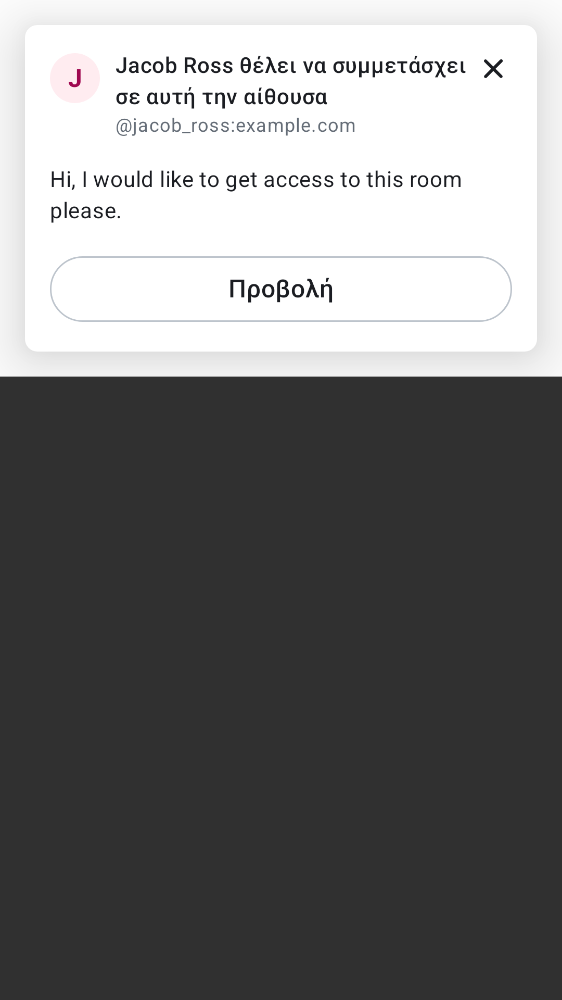 J
Jacob Ross θέλει να συμμετάσχει
σε αυτή την αίθουσα
@jacob_ross:example.com
Hi, I would like to get access to this room
please.
Προβολή